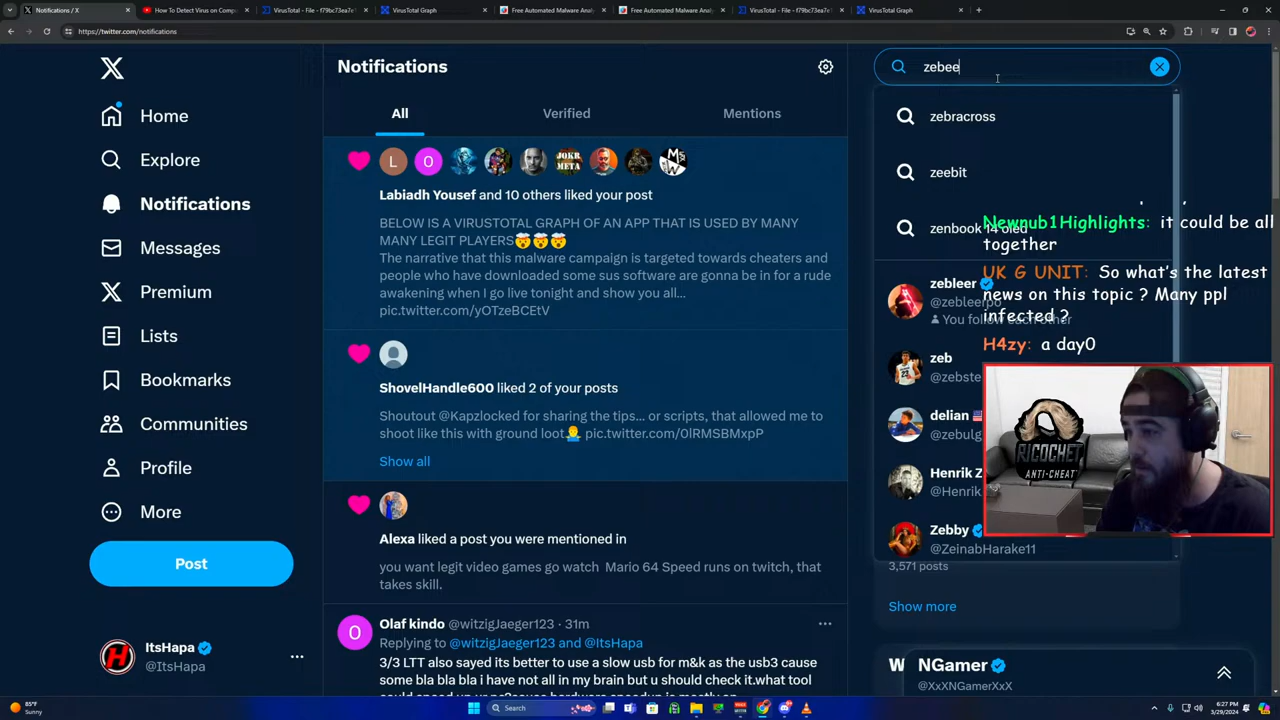 Notifications / X
How To Detect Virus on Comp
VirusTotal - File - f79bc73ea7e
VirusTotal Graph
Free Automated Malware Anal
Free Automated Malware Anal
VirusTotal - File - f79bc73ea7e
VirusTotal Graph
https://twitter.com/notifications
X
Home
Explore
Notifications
Messages
Premium
Lists
Bookmarks
Communities
Profile
More
Post
ItsHapa
@ItsHapa
Notifications
All
Verified
Mentions
L
O
JOKR
META
Labiadh Yousef and 10 others liked your post
BELOW IS A VIRUSTOTAL GRAPH OF AN APP THAT IS USED BY MANY
MANY LEGIT PLAYERS🤯🤯🤯
The narrative that this malware campaign is targeted towards cheaters and
people who have downloaded some sus software are gonna be in for a rude
awakening when I go live tonight and show you all...
pic.twitter.com/yOTzeBCEtV
ShovelHandle600 liked 2 of your posts
Shoutout @Kapzlocked for sharing the tips... or scripts, that allowed me to
shoot like this with ground loot🤦‍♂️ pic.twitter.com/0lRMSBMxpP
Show all
Alexa liked a post you were mentioned in
you want legit video games go watch Mario 64 Speed runs on twitch, that
takes skill.
O
Olaf kindo @witzigJaeger123 · 31m
Replying to @witzigJaeger123 and @ItsHapa
3/3 LTT also sayed its better to use a slow usb for m&k as the usb3 cause
some bla bla bla i have not all in my brain but u should check it.what tool
zebee
zebracross
zeebit
zenbook 14 oled
zebleer
@zebleerpo
You follow each other
zeb
@zebste
delian 🇺🇸
@zebulg
Henrik Z
@Henrik
Zebby
@ZeinabHarake11
3,571 posts
Show more
W
NGamer
@XxXNGamerXxX
Newnub1Highlights: it could be all
together
UK G UNIT: So what's the latest
news on this topic ? Many ppl
infected ?
H4zy: a day0
RICOCHET
ANTI-CHEAT
85°F
Sunny
Search
6:27 PM
3/29/2024